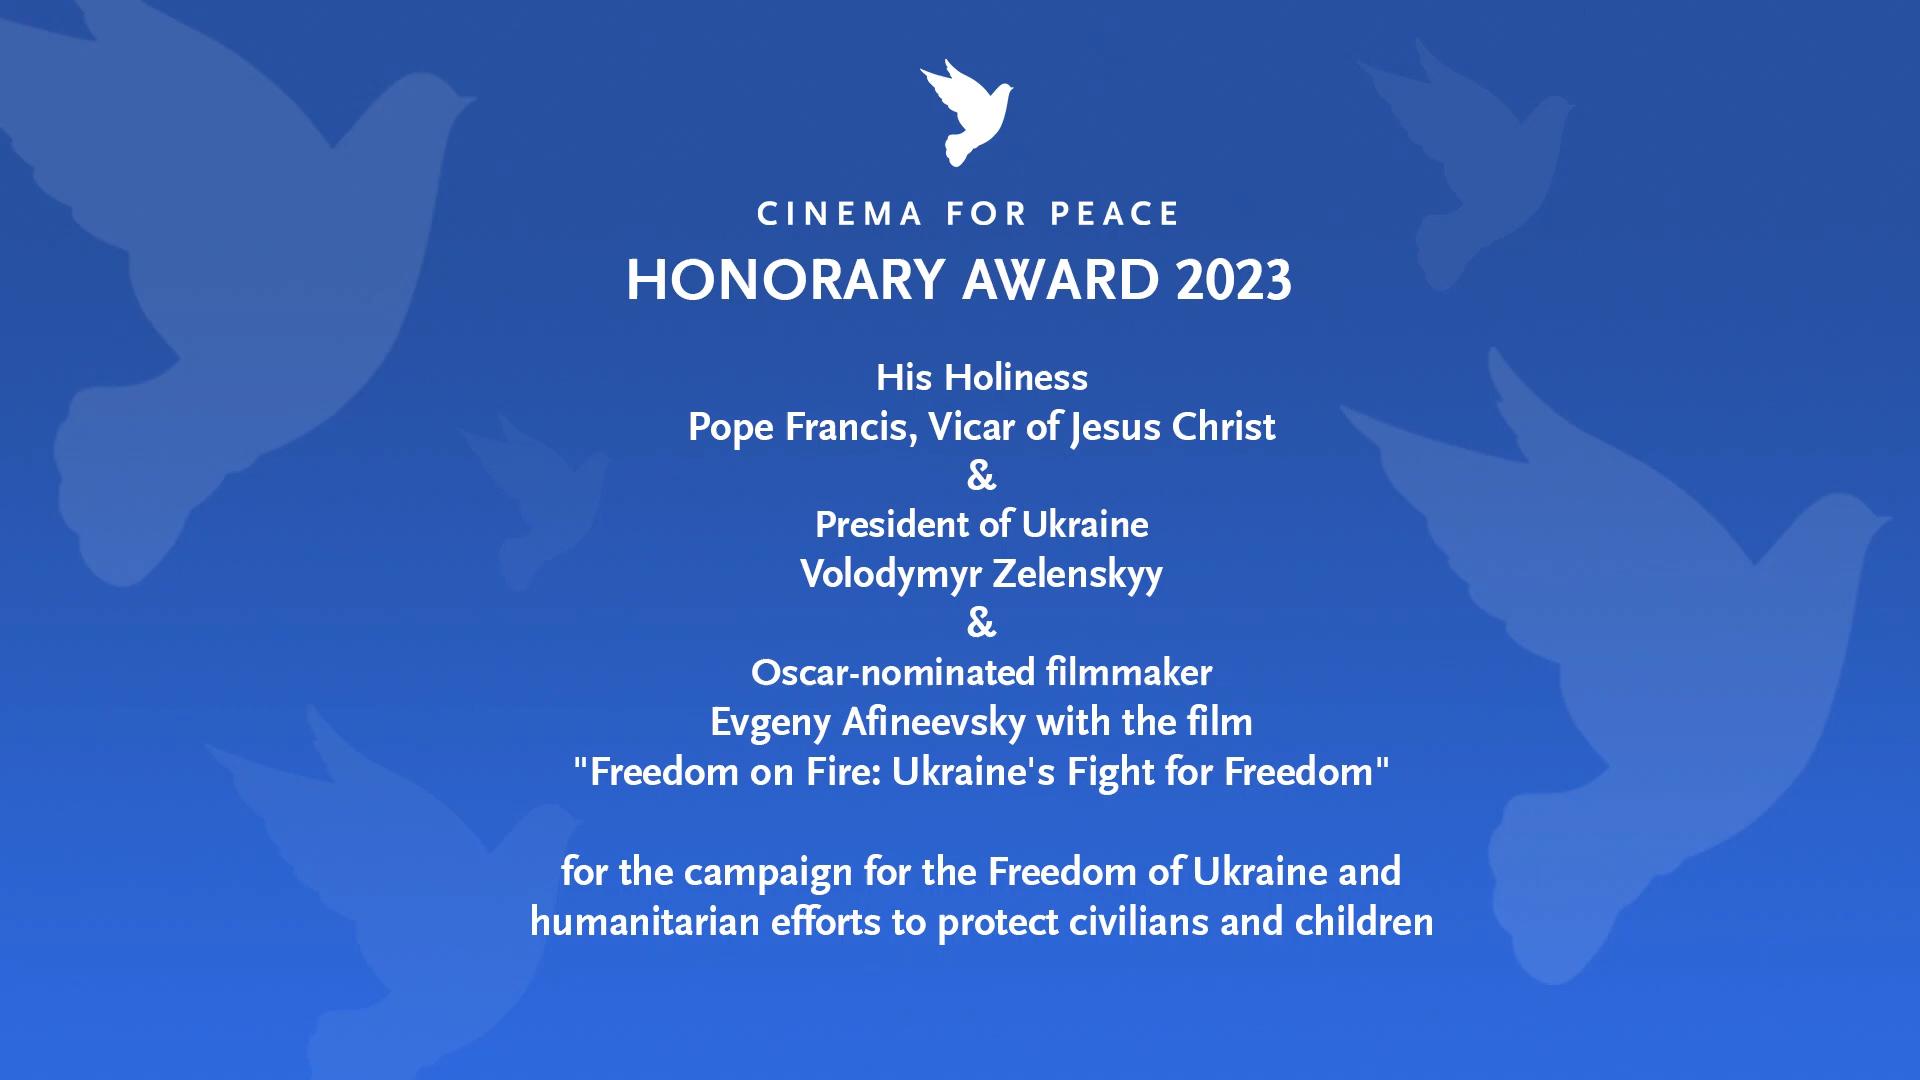 CINEMA FOR PEACE
HONORARY AWARD 2023
His Holiness
Pope Francis, Vicar of Jesus Christ
&
President of Ukraine
Volodymyr Zelenskyy
&
Oscar-nominated filmmaker
Evgeny Afineevsky with the film
"Freedom on Fire: Ukraine's Fight for Freedom"
for the campaign for the Freedom of Ukraine and
humanitarian efforts to protect civilians and children